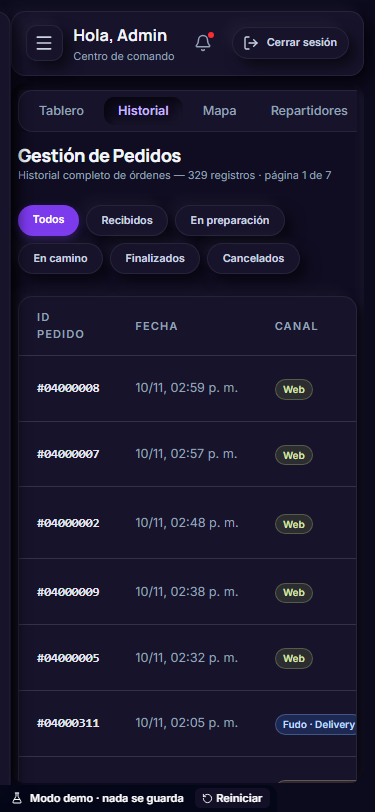 Hola, Admin
Centro de comando
Cerrar sesión
Tablero Historial Mapa Repartidores
Gestión de Pedidos
Historial completo de órdenes — 329 registros · página 1 de 7
Todos Recibidos En preparación
En camino Finalizados Cancelados
ID PEDIDO FECHA CANAL
#04000008 10/11, 02:59 p. m. Web
#04000007 10/11, 02:57 p. m. Web
#04000002 10/11, 02:48 p. m. Web
#04000009 10/11, 02:38 p. m. Web
#04000005 10/11, 02:32 p. m. Web
#04000311 10/11, 02:05 p. m. Fudo · Delivery
Modo demo · nada se guarda Reiniciar